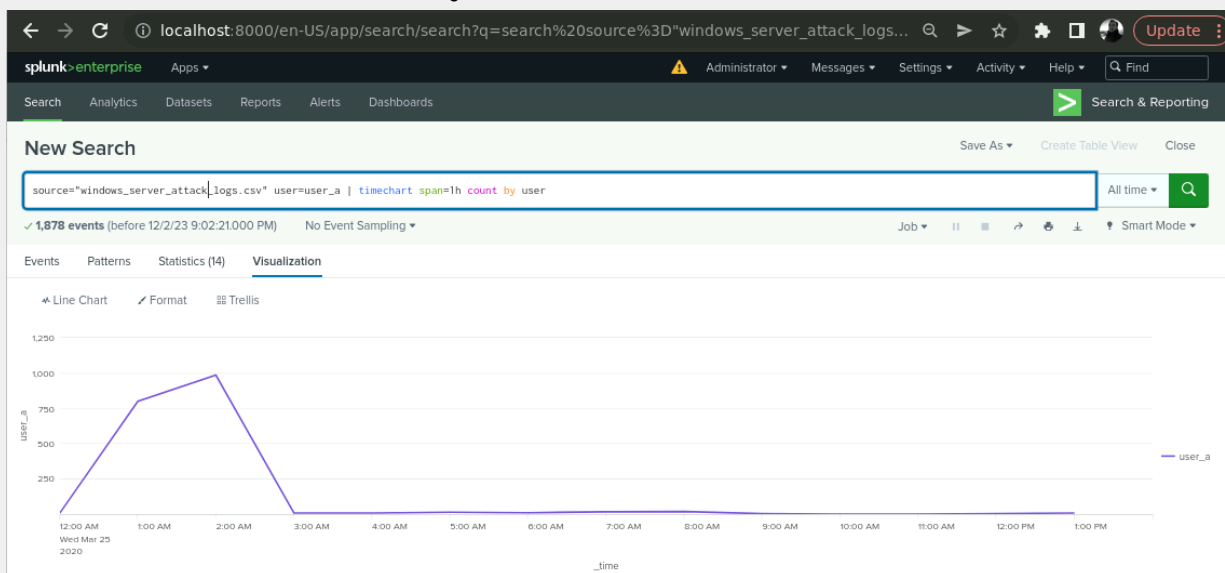 localhost:8000/en-US/app/search/search?q=search%20source%3D"windows_server_attack_logs... Update
splunk>enterprise Apps Administrator Messages Settings Activity Help Find
Search Analytics Datasets Reports Alerts Dashboards Search & Reporting
New Search Save As Create Table View Close
source="windows_server_attack_logs.csv" user=user_a | timechart span=1h count by user All time
1,878 events (before 12/2/23 9:02:21.000 PM) No Event Sampling Job Smart Mode
Events Patterns Statistics (14) Visualization
Line Chart Format Trellis
1,250
1,000
750
500
250
user_a
user_a
12:00 AM 1:00 AM 2:00 AM 3:00 AM 4:00 AM 5:00 AM 6:00 AM 7:00 AM 8:00 AM 9:00 AM 10:00 AM 11:00 AM 12:00 PM 1:00 PM
Wed Mar 25
2020
_time